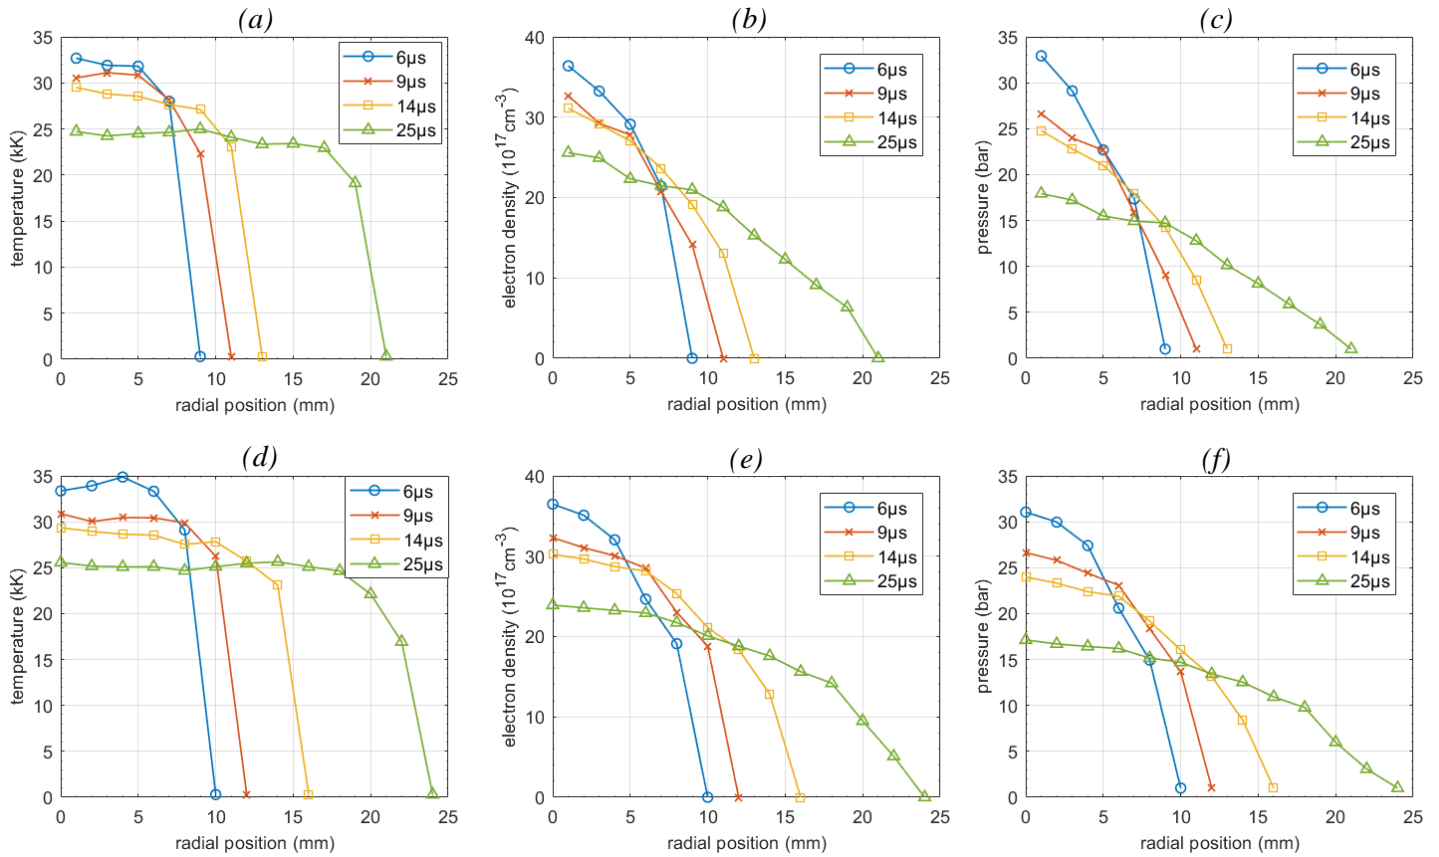 (a)
35
30
25
20
15
10
5
0
0 5 10 15 20 25
temperature (kK)
radial position (mm)
6µs
9µs
14µs
25µs
(b)
40
30
20
10
0
0 5 10 15 20 25
electron density (10^17 cm^-3)
radial position (mm)
6µs
9µs
14µs
25µs
(c)
35
30
25
20
15
10
5
0
0 5 10 15 20 25
pressure (bar)
radial position (mm)
6µs
9µs
14µs
25µs
(d)
35
30
25
20
15
10
5
0
0 5 10 15 20 25
temperature (kK)
radial position (mm)
6µs
9µs
14µs
25µs
(e)
40
30
20
10
0
0 5 10 15 20 25
electron density (10^17 cm^-3)
radial position (mm)
6µs
9µs
14µs
25µs
(f)
35
30
25
20
15
10
5
0
0 5 10 15 20 25
pressure (bar)
radial position (mm)
6µs
9µs
14µs
25µs